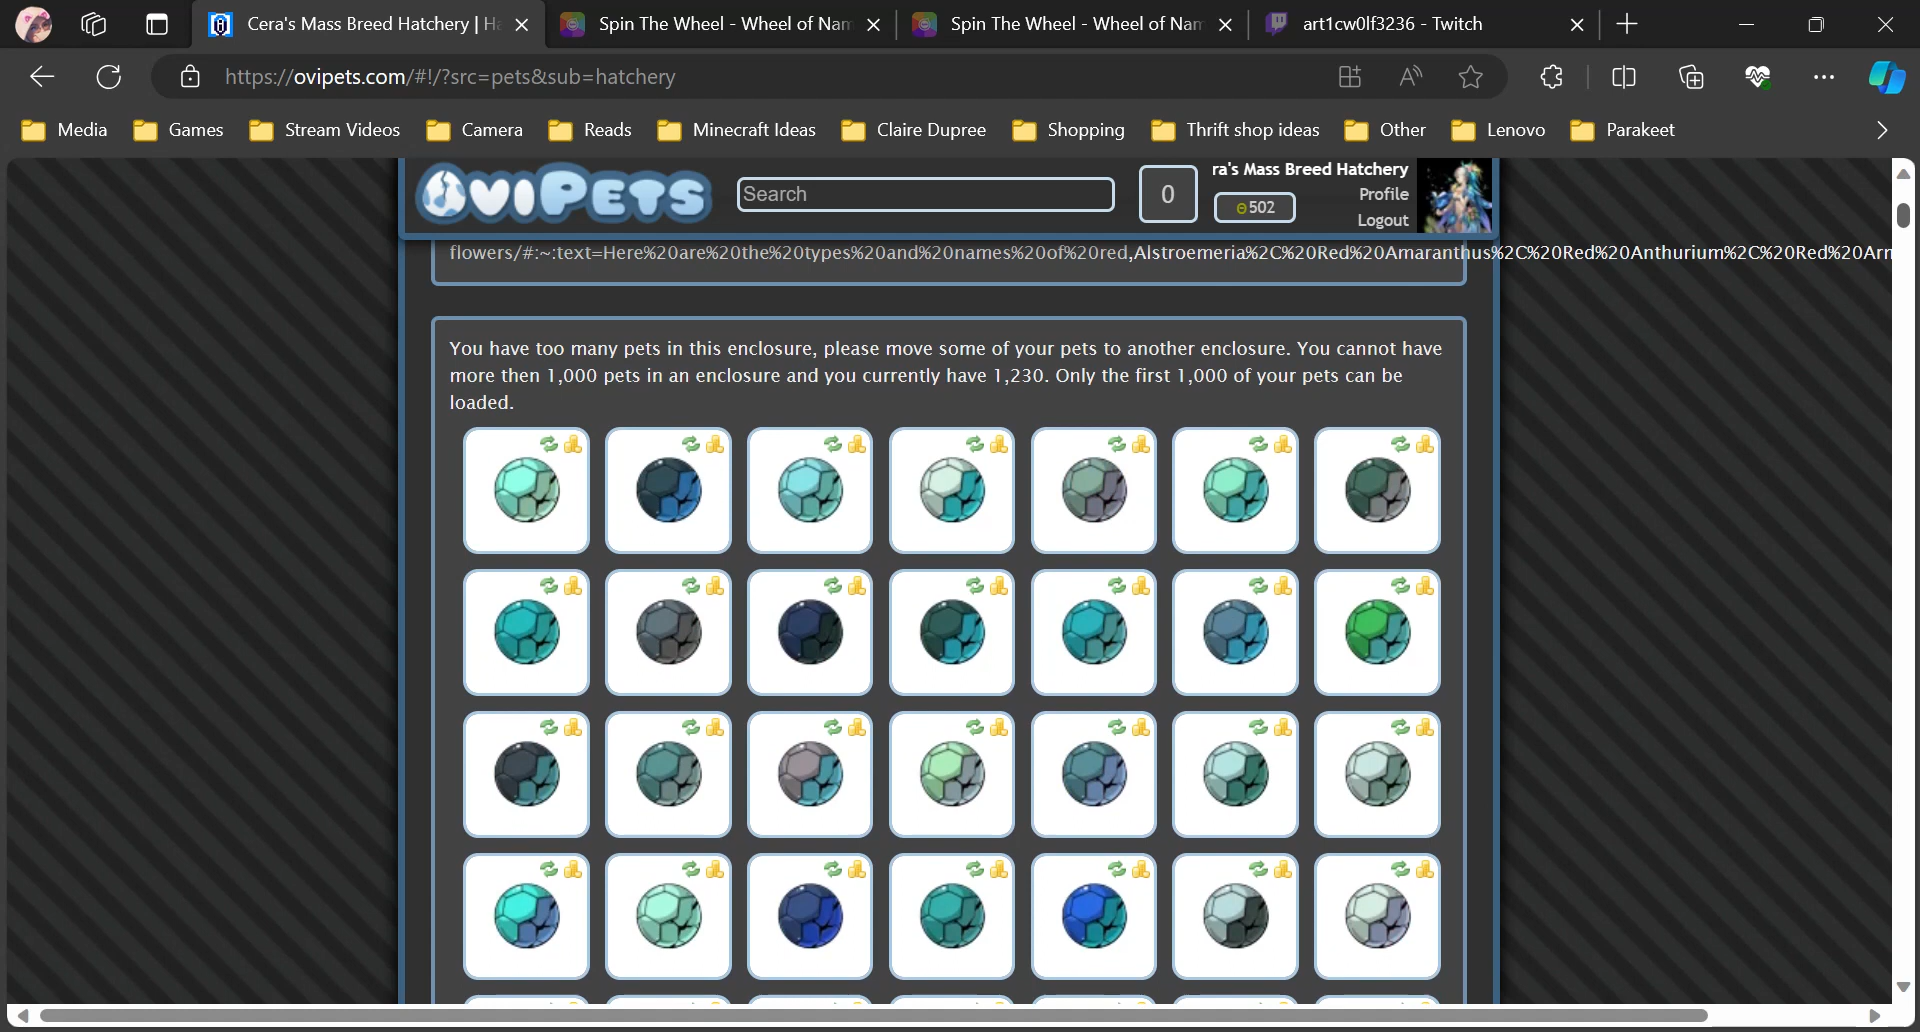 Cera's Mass Breed Hatchery | Ha
Spin The Wheel - Wheel of Nam
Spin The Wheel - Wheel of Nam
art1cw0lf3236 - Twitch
https://ovipets.com/#!/?src=pets&sub=hatchery
Media
Games
Stream Videos
Camera
Reads
Minecraft Ideas
Claire Dupree
Shopping
Thrift shop ideas
Other
Lenovo
Parakeet
OviPets
Search
0
ra's Mass Breed Hatchery
502
Profile
Logout
flowers/#:~:text=Here%20are%20the%20types%20and%20names%20of%20red,Alstroemeria%2C%20Red%20Amaranthus%2C%20Red%20Anthurium%2C%20Red%20Arm
You have too many pets in this enclosure, please move some of your pets to another enclosure. You cannot have
more then 1,000 pets in an enclosure and you currently have 1,230. Only the first 1,000 of your pets can be
loaded.